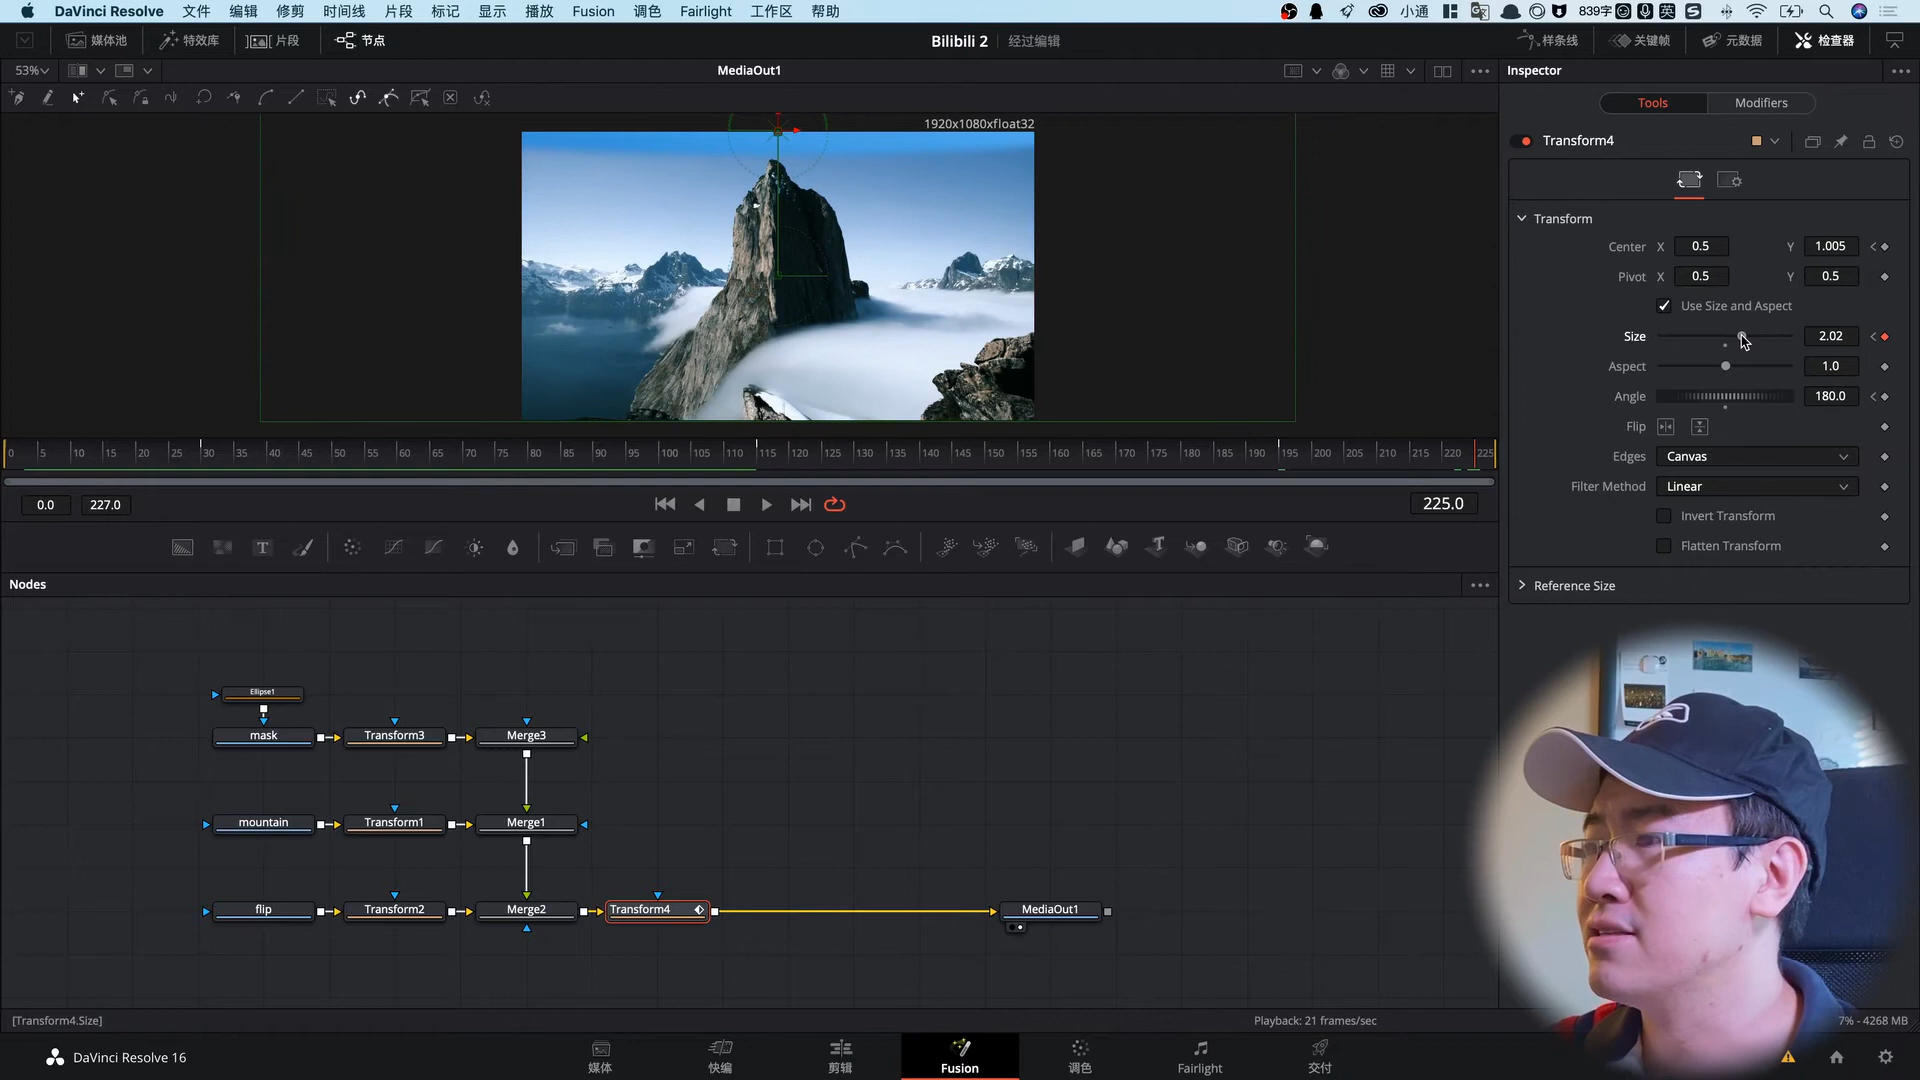 DaVinci Resolve 文件 编辑 修剪 时间线 片段 标记 显示 播放 Fusion 调色 Fairlight 工作区 帮助 小通 839字 英
媒体池 特效库 片段 节点 Bilibili 2 经过编辑 样条线 关键帧 元数据 检查器
53% MediaOut1 Inspector
Tools Modifiers
1920x1080xfloat32
Transform4
Transform
Center X 0.5 Y 1.005
Pivot X 0.5 Y 0.5
Use Size and Aspect
Size 2.02
Aspect 1.0
Angle 180.0
Flip
Edges Canvas
Filter Method Linear
Invert Transform
Flatten Transform
Reference Size
0 5 10 15 20 25 30 35 40 45 50 55 60 65 70 75 80 85 90 95 100 105 110 115 120 125 130 135 140 145 150 155 160 165 170 175 180 185 190 195 200 205 210 215 220 225
0.0 227.0 225.0
T T
Nodes
Ellipse1
mask Transform3 Merge3
mountain Transform1 Merge1
flip Transform2 Merge2 Transform4 MediaOut1
[Transform4.Size] Playback: 21 frames/sec 7% - 4268 MB
DaVinci Resolve 16 媒体 快编 剪辑 Fusion 调色 Fairlight 交付